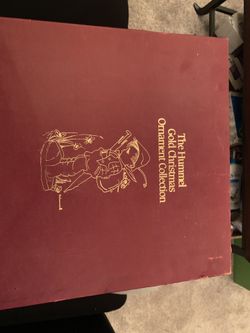 The Hummel
Gold Christmas
Ornament Collection